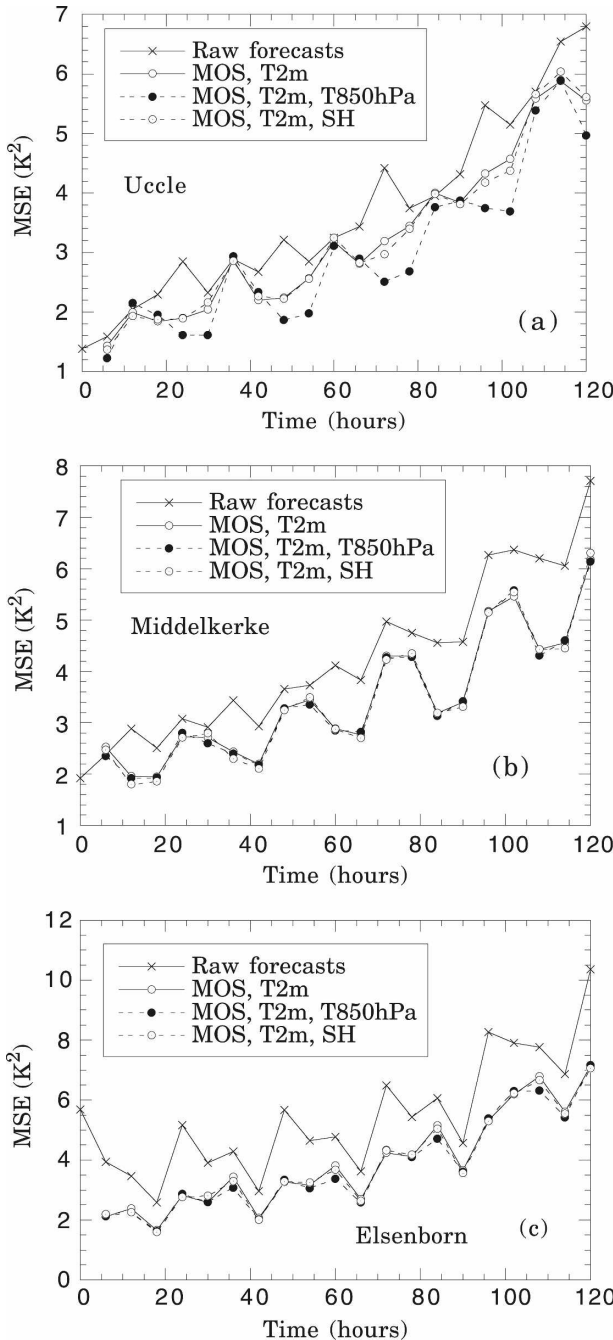 7
6
5
4
3
2
1
MSE (K²)
Raw forecasts
MOS, T2m
MOS, T2m, T850hPa
MOS, T2m, SH
Uccle
(a)
0 20 40 60 80 100 120
Time (hours)
8
7
6
5
4
3
2
1
MSE (K²)
Raw forecasts
MOS, T2m
MOS, T2m, T850hPa
MOS, T2m, SH
Middelkerke
(b)
0 20 40 60 80 100 120
Time (hours)
12
10
8
6
4
2
0
MSE (K²)
Raw forecasts
MOS, T2m
MOS, T2m, T850hPa
MOS, T2m, SH
Elsenborn
(c)
0 20 40 60 80 100 120
Time (hours)